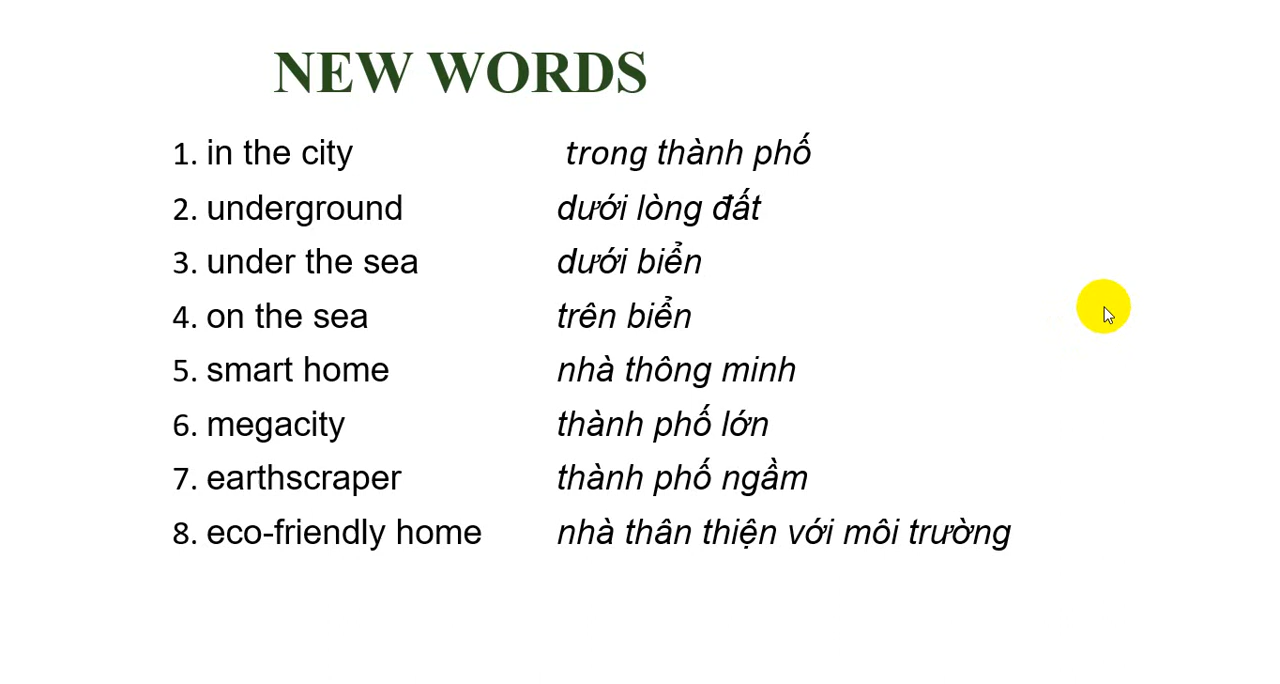 NEW WORDS
1. in the city trong thành phố
2. underground dưới lòng đất
3. under the sea dưới biển
4. on the sea trên biển
5. smart home nhà thông minh
6. megacity thành phố lớn
7. earthscraper thành phố ngầm
8. eco-friendly home nhà thân thiện với môi trường